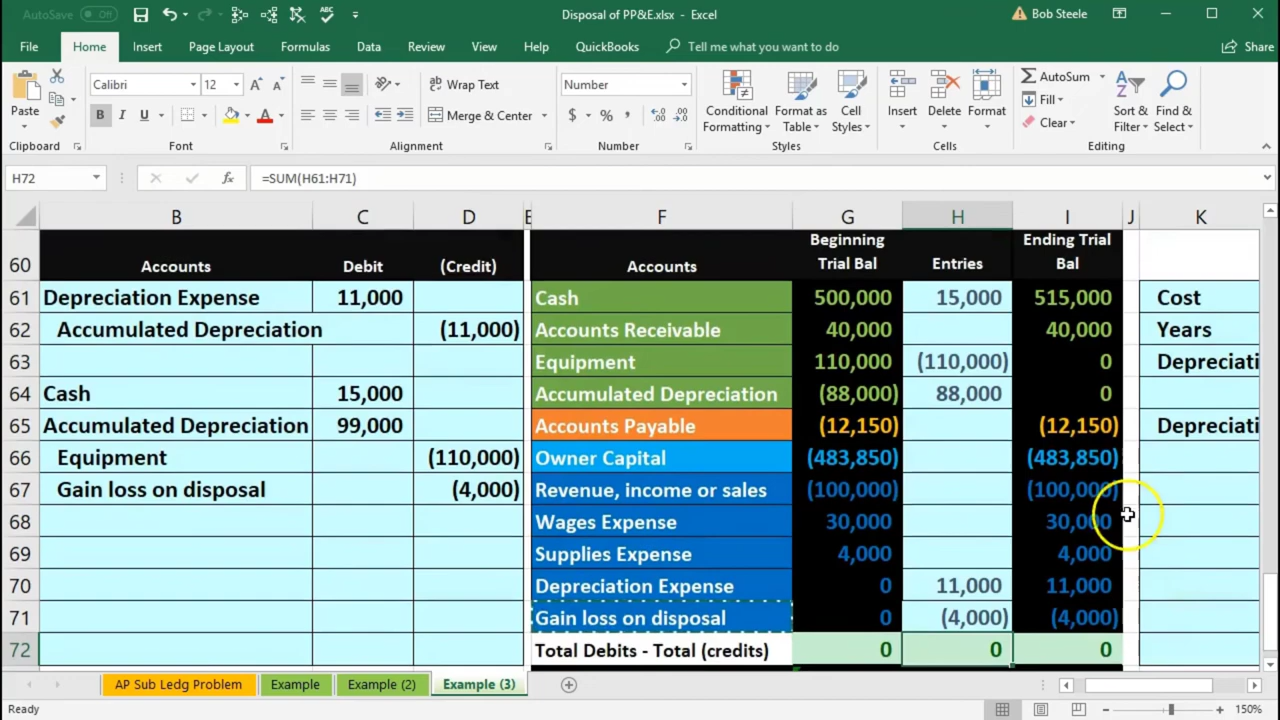 AutoSave Off
Disposal of PP&E.xlsx - Excel
Bob Steele
File Home Insert Page Layout Formulas Data Review View Help QuickBooks Tell me what you want to do Share
Paste
Clipboard
Calibri 12
B I U
Font
Wrap Text
Merge & Center
Alignment
Number
$ % ,
Number
Conditional Formatting
Format as Table
Cell Styles
Styles
Insert Delete Format
Cells
AutoSum
Fill
Clear
Sort & Filter
Find & Select
Editing
H72 fx =SUM(H61:H71)
B C D E F G H I J K
60 Accounts Debit (Credit) Accounts Beginning Trial Bal Entries Ending Trial Bal
61 Depreciation Expense 11,000 Cash 500,000 15,000 515,000 Cost
62 Accumulated Depreciation (11,000) Accounts Receivable 40,000 40,000 Years
63 Equipment 110,000 (110,000) 0 Depreciati
64 Cash 15,000 Accumulated Depreciation (88,000) 88,000 0
65 Accumulated Depreciation 99,000 Accounts Payable (12,150) (12,150) Depreciati
66 Equipment (110,000) Owner Capital (483,850) (483,850)
67 Gain loss on disposal (4,000) Revenue, income or sales (100,000) (100,000)
68 Wages Expense 30,000 30,000
69 Supplies Expense 4,000 4,000
70 Depreciation Expense 0 11,000 11,000
71 Gain loss on disposal 0 (4,000) (4,000)
72 Total Debits - Total (credits) 0 0 0
AP Sub Ledg Problem Example Example (2) Example (3)
Ready 150%